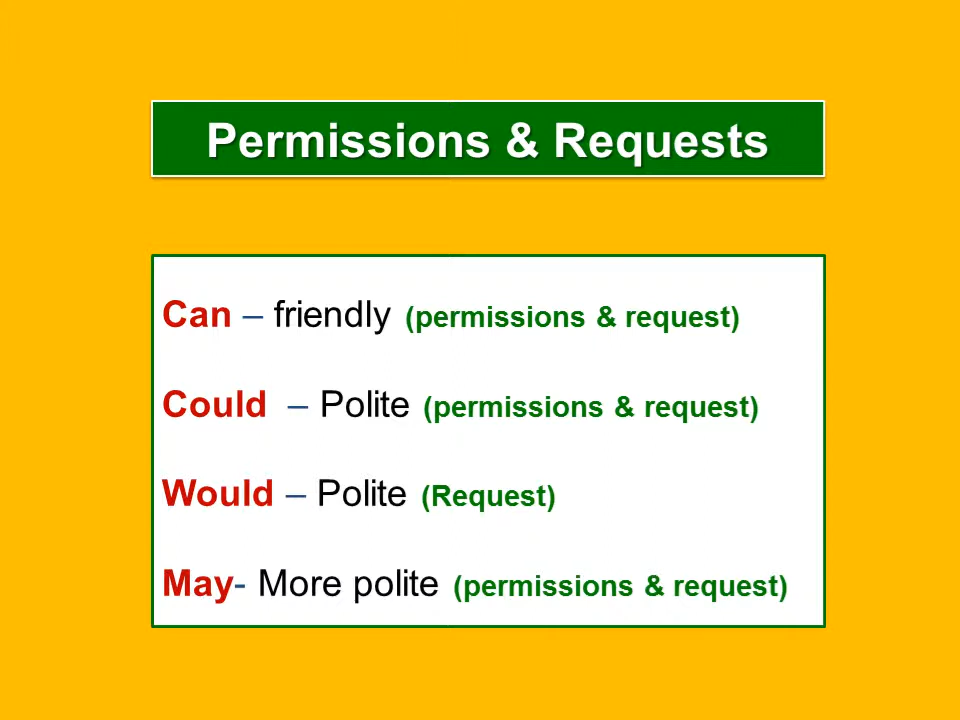 Permissions & Requests
Can – friendly (permissions & request)
Could – Polite (permissions & request)
Would – Polite (Request)
May- More polite (permissions & request)